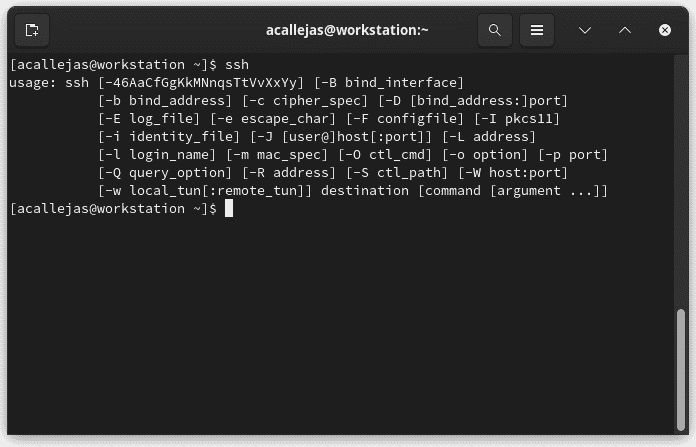 acallejas@workstation:~
[acallejas@workstation ~]$ ssh
usage: ssh [-46AaCfGgKkMNnqsTtVvXxYy] [-B bind_interface]
           [-b bind_address] [-c cipher_spec] [-D [bind_address:]port]
           [-E log_file] [-e escape_char] [-F configfile] [-I pkcs11]
           [-i identity_file] [-J [user@]host[:port]] [-L address]
           [-l login_name] [-m mac_spec] [-O ctl_cmd] [-o option] [-p port]
           [-Q query_option] [-R address] [-S ctl_path] [-W host:port]
           [-w local_tun[:remote_tun]] destination [command [argument ...]]
[acallejas@workstation ~]$